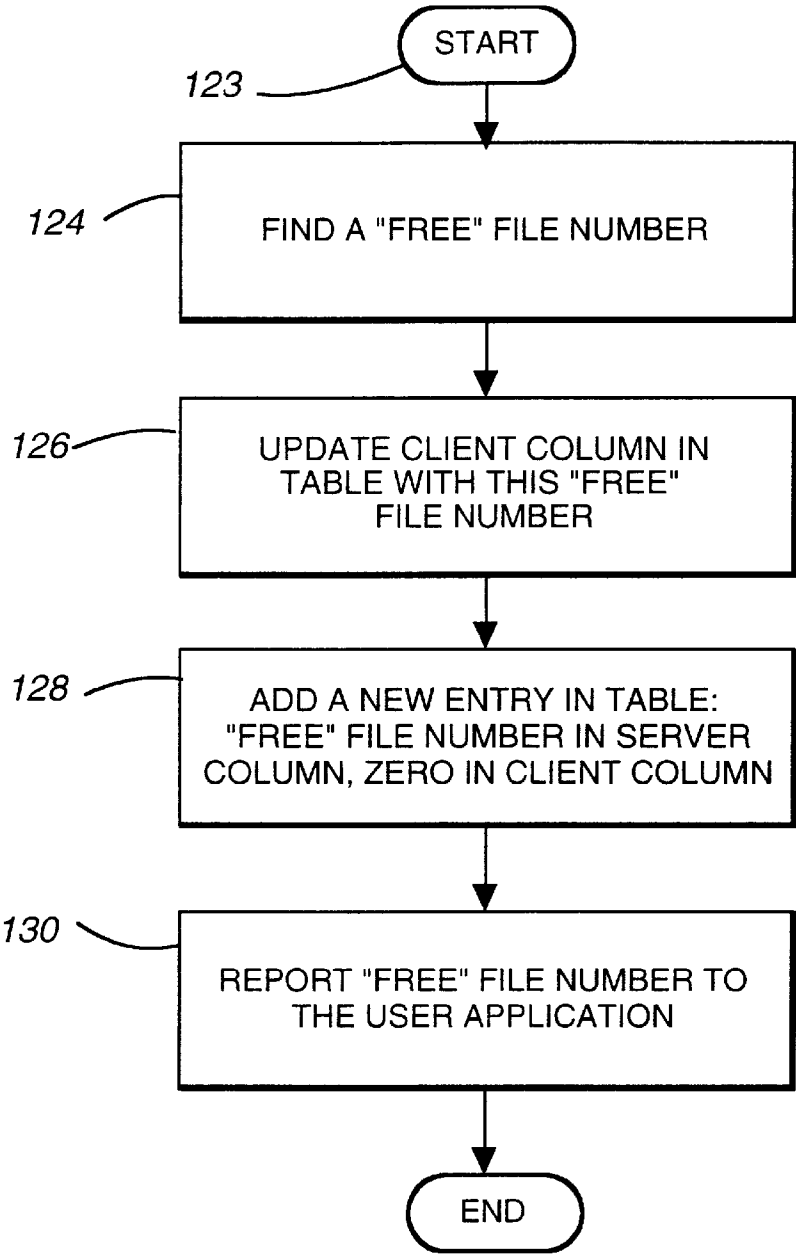 START
123
124
FIND A "FREE" FILE NUMBER
126
UPDATE CLIENT COLUMN IN
TABLE WITH THIS "FREE"
FILE NUMBER
128
ADD A NEW ENTRY IN TABLE:
"FREE" FILE NUMBER IN SERVER
COLUMN, ZERO IN CLIENT COLUMN
130
REPORT "FREE" FILE NUMBER TO
THE USER APPLICATION
END